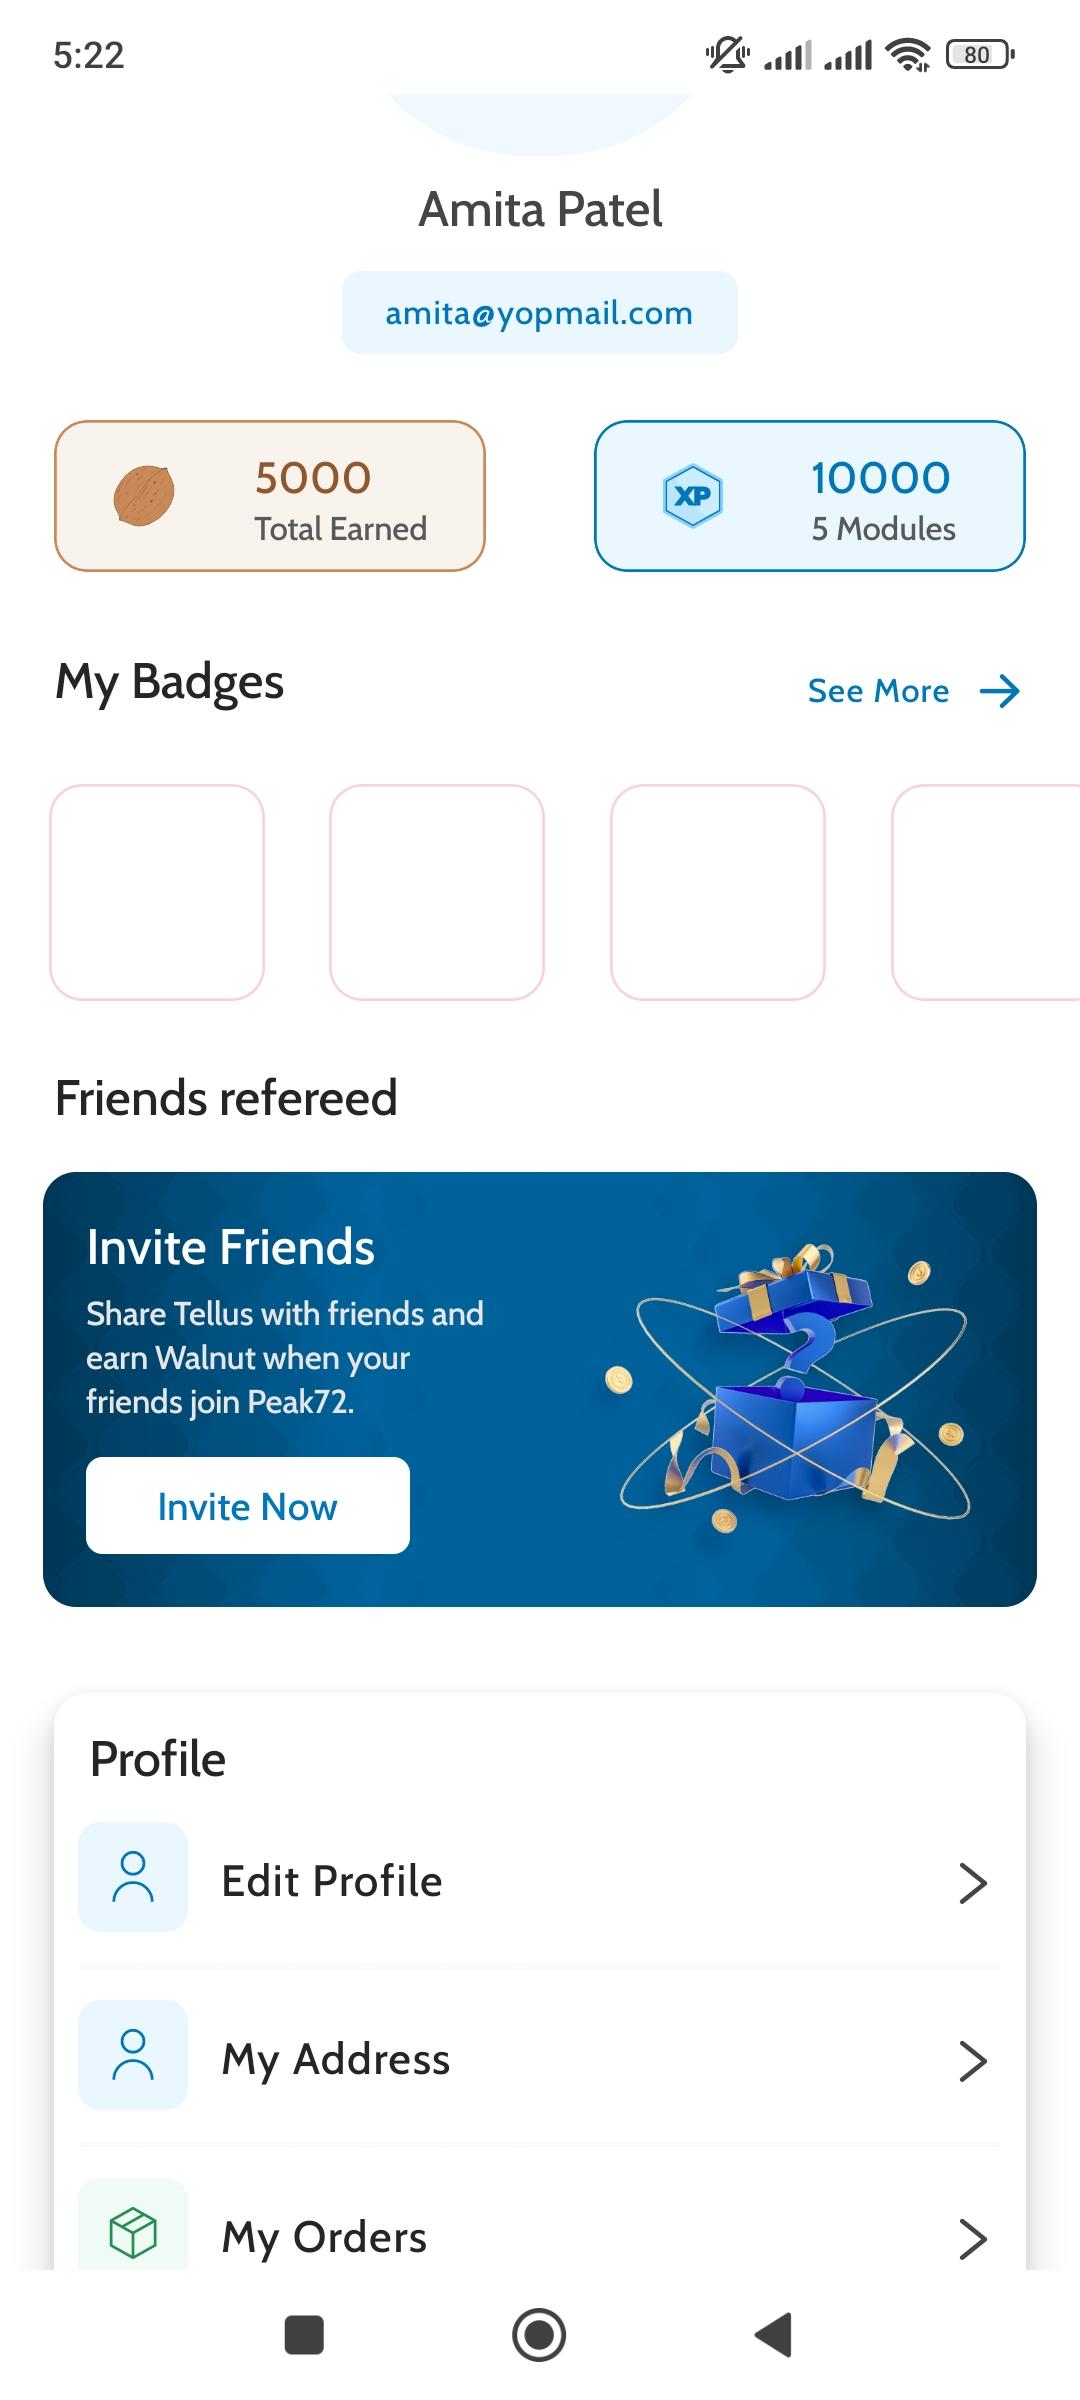 5:22
80
Amita Patel
amita@yopmail.com
5000
Total Earned
XP
10000
5 Modules
My Badges
See More
Friends refereed
Invite Friends
Share Tellus with friends and
earn Walnut when your
friends join Peak72.
Invite Now
?
Profile
Edit Profile
My Address
My Orders